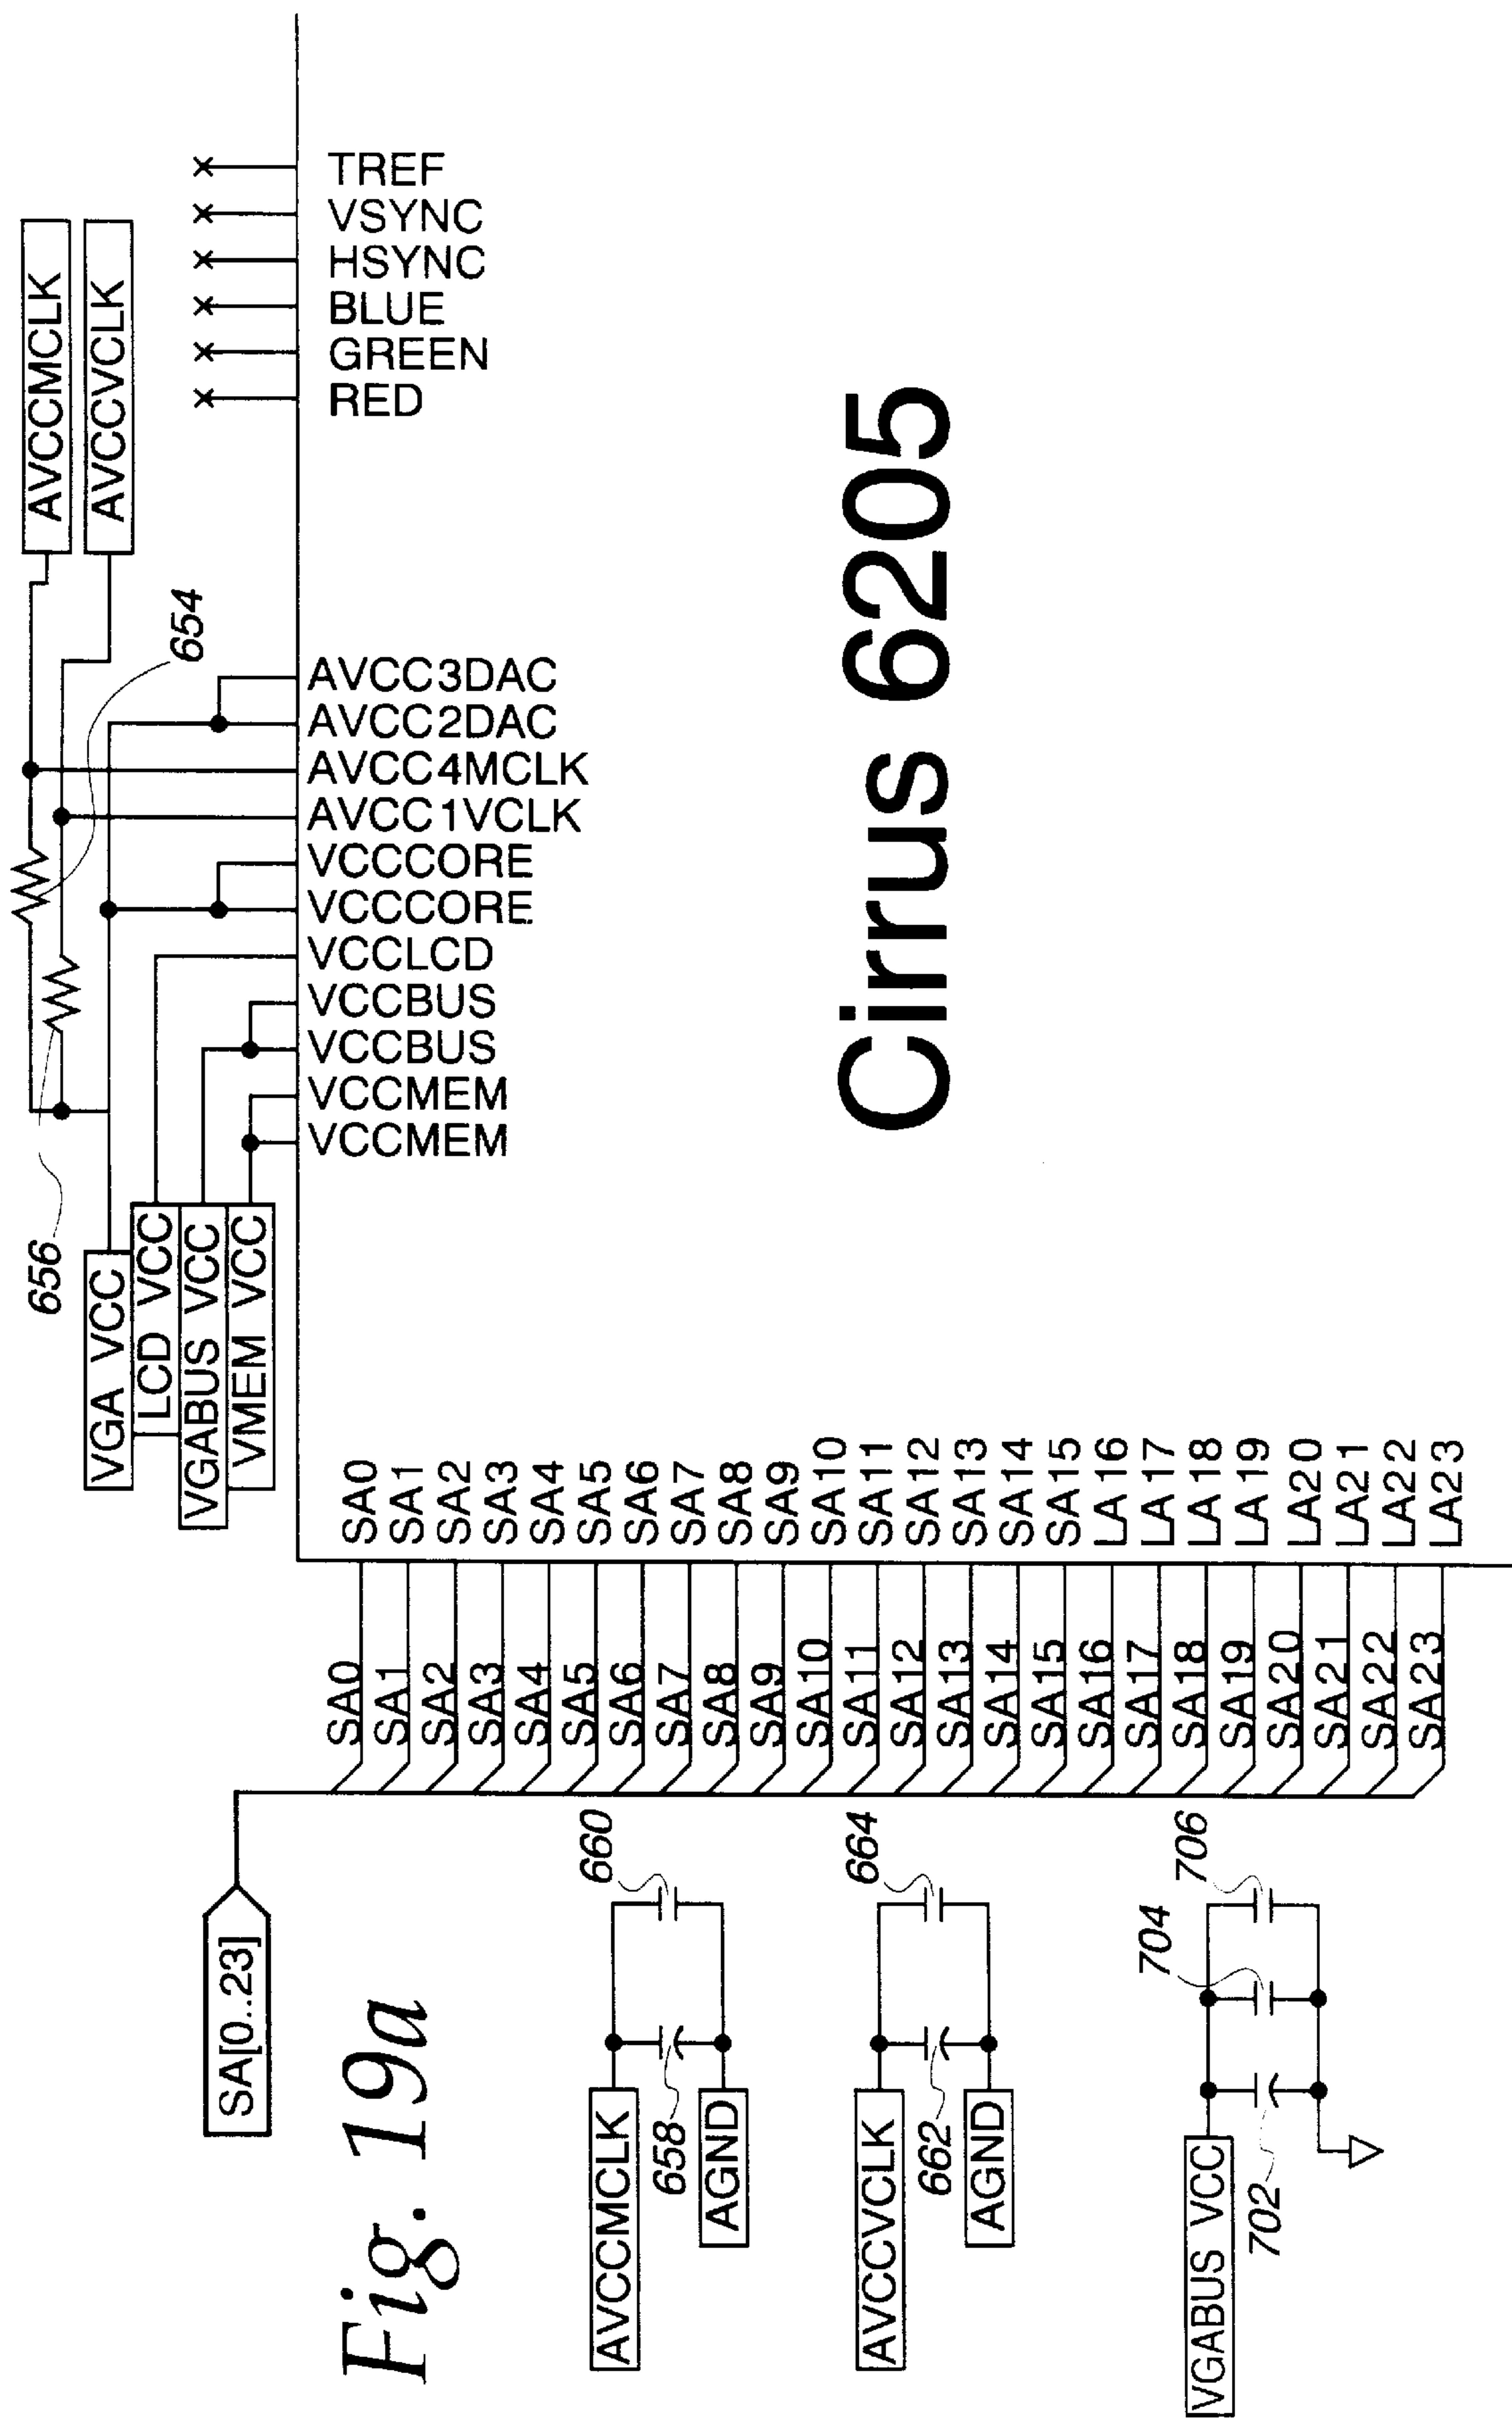 AVCCMCLK
AVCCVCLK
654
656
VGA VCC
LCD VCC
VGABUS VCC
VMEM VCC
TREF
VSYNC
HSYNC
BLUE
GREEN
RED
AVCC3DAC
AVCC2DAC
AVCC4MCLK
AVCC1VCLK
VCCCORE
VCCCORE
VCCLCD
VCCBUS
VCCBUS
VCCMEM
VCCMEM
Cirrus 6205
SA0
SA1
SA2
SA3
SA4
SA5
SA6
SA7
SA8
SA9
SA10
SA11
SA12
SA13
SA14
SA15
LA16
LA17
LA18
LA19
LA20
LA21
LA22
LA23
SA0
SA1
SA2
SA3
SA4
SA5
SA6
SA7
SA8
SA9
SA10
SA11
SA12
SA13
SA14
SA15
SA16
SA17
SA18
SA19
SA20
SA21
SA22
SA23
SA[0..23]
Fig. 19a
AVCCMCLK
658
660
AGND
AVCCVCLK
662
664
AGND
VGABUS VCC
702
704
706